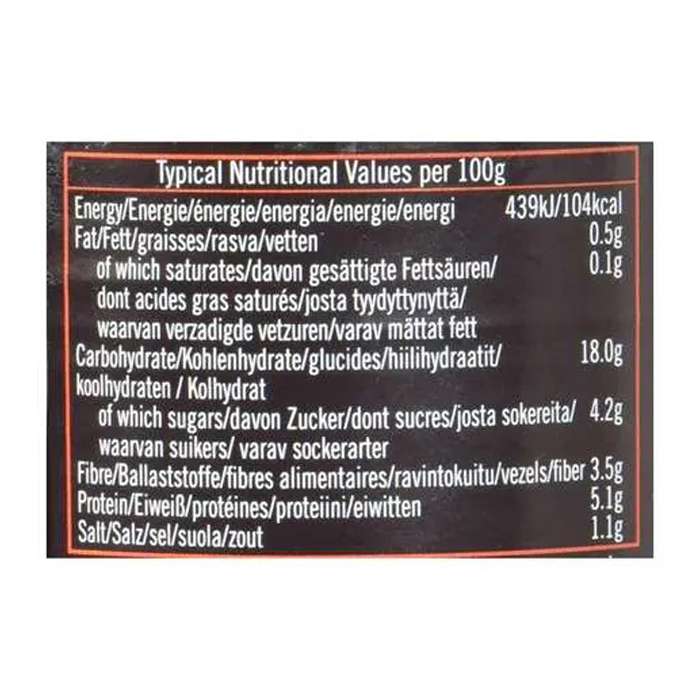 Typical Nutritional Values per 100g
Energy/Energie/énergie/energia/energie/energi 439kJ/104kcal
Fat/Fett/graisses/rasva/vetten 0.5g
of which saturates/davon gesättigte Fettsäuren/ 0.1g
dont acides gras saturés/josta tyydyttynyttä/
waarvan verzadigde vetzuren/varav mättat fett
Carbohydrate/Kohlenhydrate/glucides/hiilihydraatit/ 18.0g
koolhydraten / Kolhydrat
of which sugars/davon Zucker/dont sucres/josta sokereita/ 4.2g
waarvan suikers/ varav sockerarter
Fibre/Ballaststoffe/fibres alimentaires/ravintokuitu/vezels/fiber 3.5g
Protein/Eiweiß/protéines/proteiini/eiwitten 5.1g
Salt/Salz/sel/suola/zout 1.1g